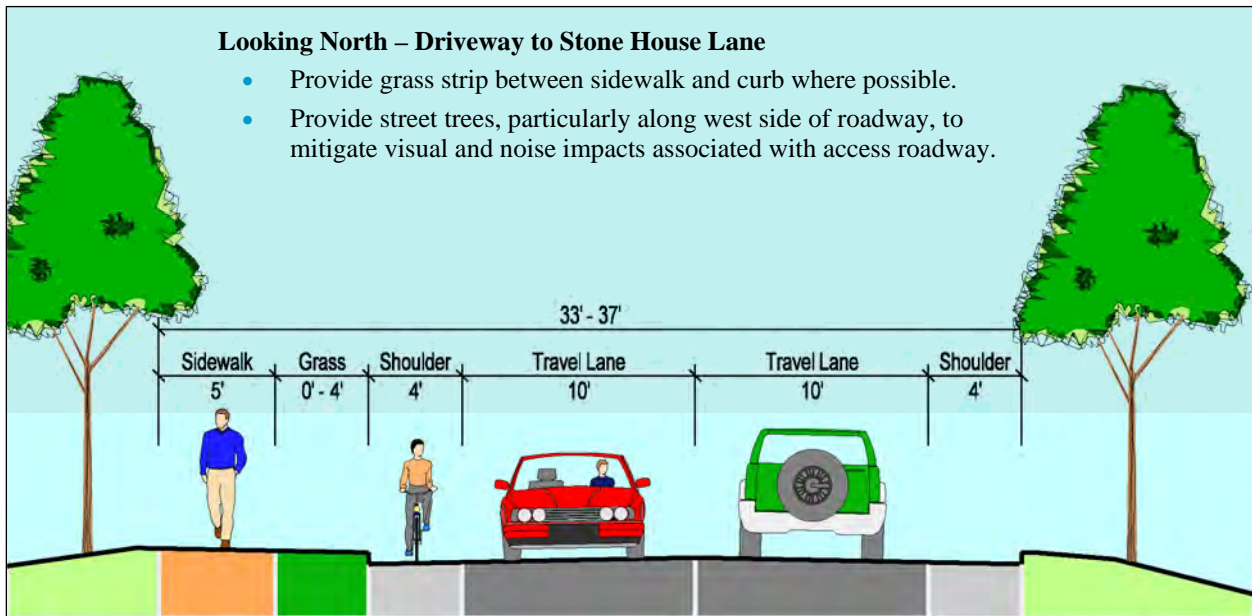 Looking North – Driveway to Stone House Lane
• Provide grass strip between sidewalk and curb where possible.
• Provide street trees, particularly along west side of roadway, to
mitigate visual and noise impacts associated with access roadway.
33' - 37'
Sidewalk Grass Shoulder Travel Lane Travel Lane Shoulder
5' 0' - 4' 4' 10' 10' 4'